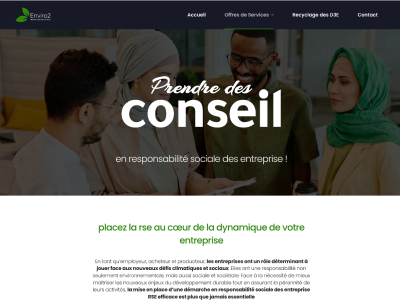 Enviro2
Accueil
Offres de Services
Recyclage des D3E
Contact
Prendre des
conseil
en responsabilité sociale des entreprise !
placez la rse au cœur de la dynamique de votre
entreprise
En tant qu'employeur, acheteur et producteur, les entreprises ont un rôle déterminant à
jouer face aux nouveaux défis climatiques et sociaux. Elles ont une responsabilité non
seulement environnementale, mais aussi sociale et sociétale. Face à la nécessité de mieux
maîtriser les nouveaux enjeux du développement durable tout en assurant la pérennité de
leurs activités, la mise en place d'une démarche en responsabilité sociale des entreprise
RSE efficace est plus que jamais essentielle